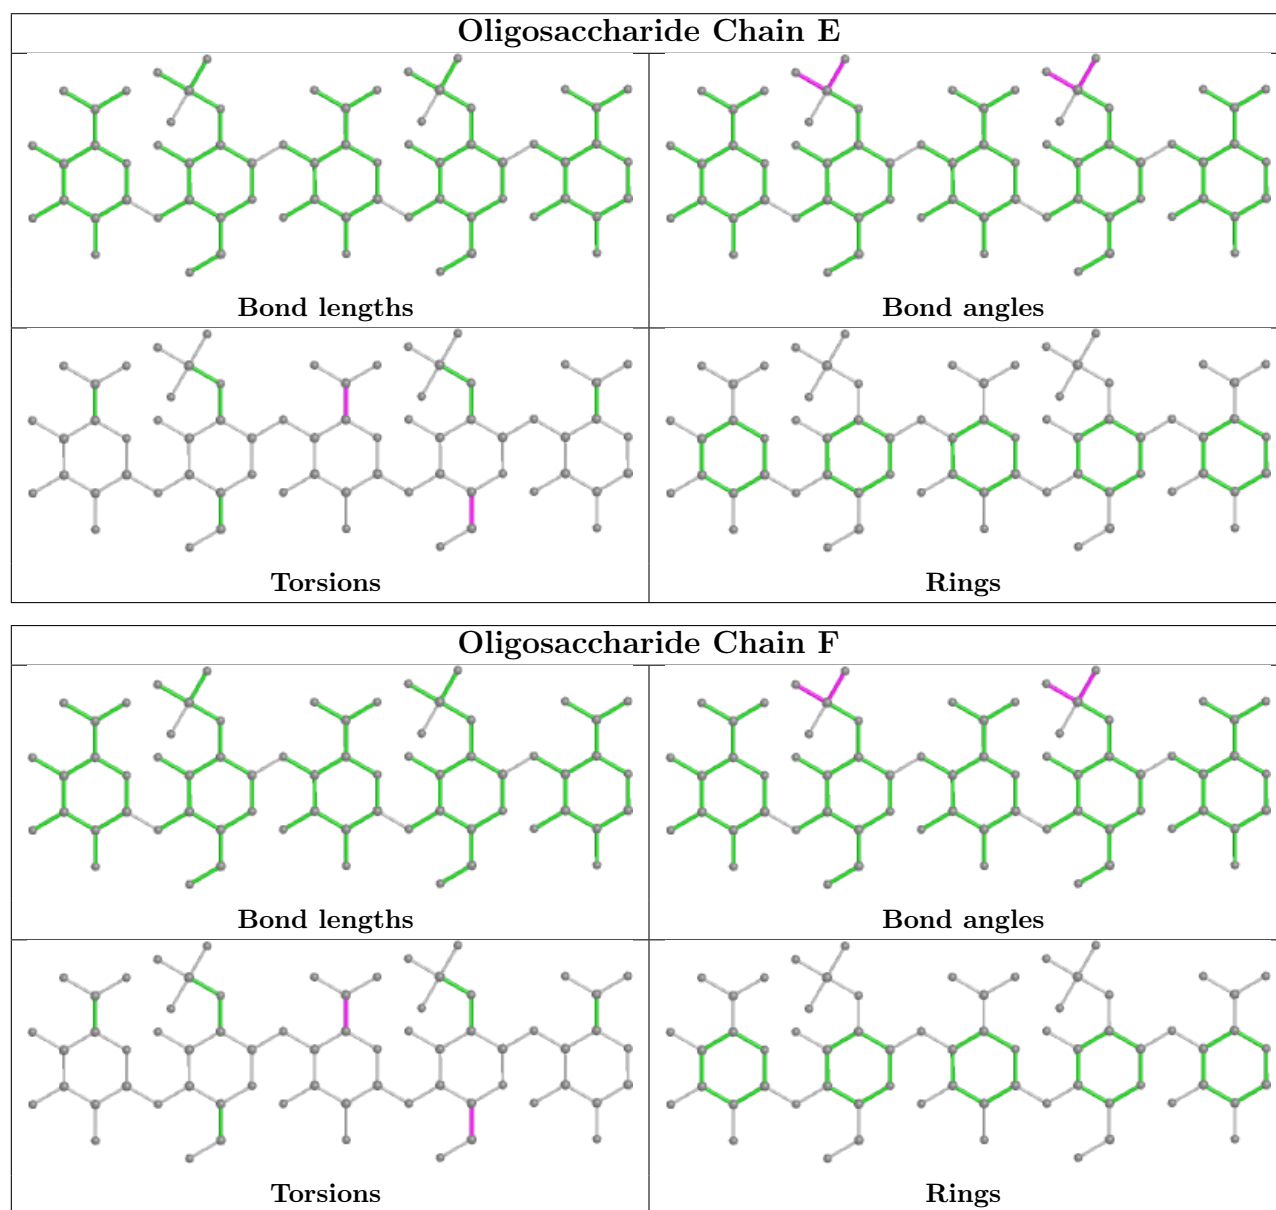 Oligosaccharide Chain E
Bond lengths
Bond angles
Torsions
Rings
Oligosaccharide Chain F
Bond lengths
Bond angles
Torsions
Rings